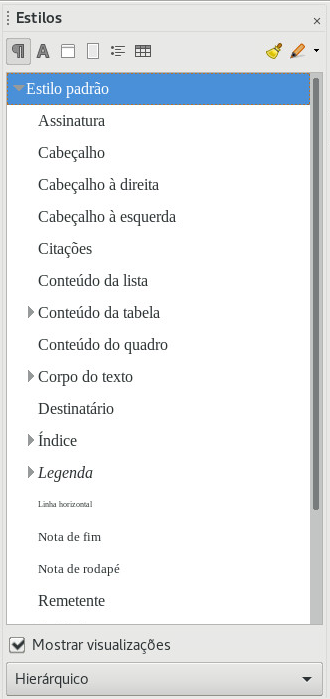 Estilos
Estilo padrão
Assinatura
Cabeçalho
Cabeçalho à direita
Cabeçalho à esquerda
Citações
Conteúdo da lista
Conteúdo da tabela
Conteúdo do quadro
Corpo do texto
Destinatário
Índice
Legenda
Linha horizontal
Nota de fim
Nota de rodapé
Remetente
Mostrar visualizações
Hierárquico